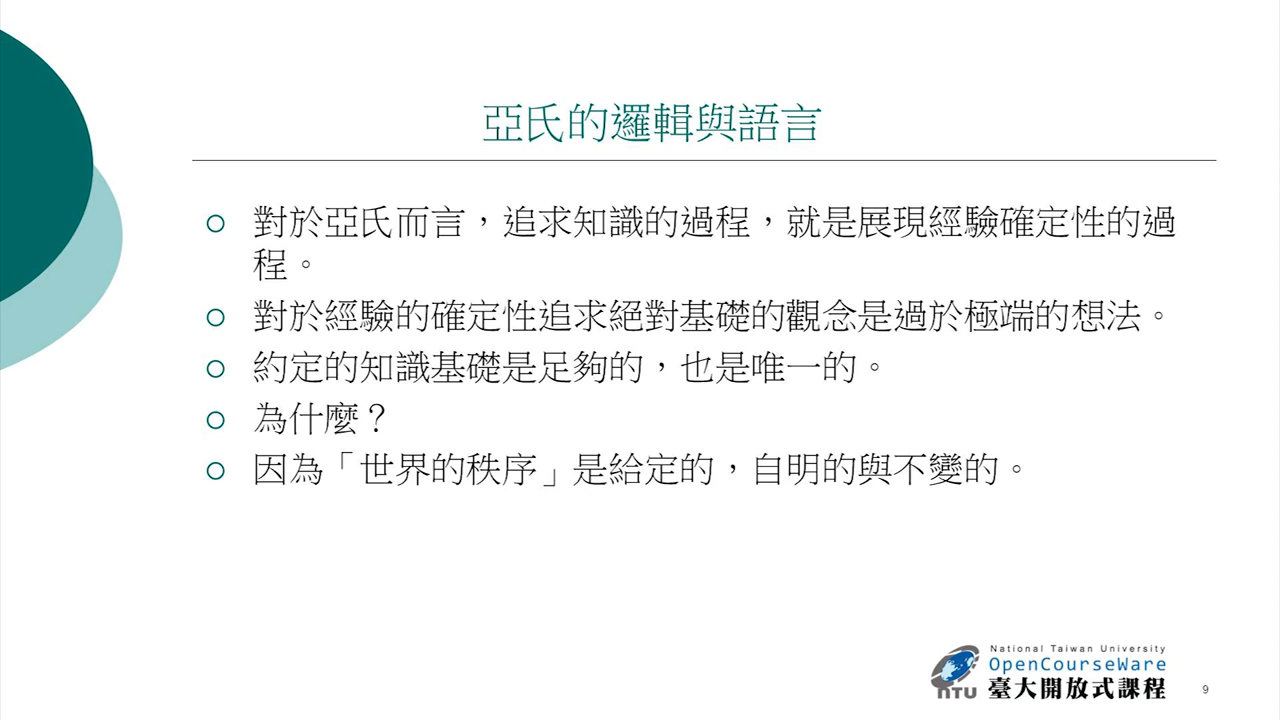 亞氏的邏輯與語言
對於亞氏而言，追求知識的過程，就是展現經驗確定性的過
程。
對於經驗的確定性追求絕對基礎的觀念是過於極端的想法。
約定的知識基礎是足夠的，也是唯一的。
為什麼？
因為「世界的秩序」是給定的，自明的與不變的。
National Taiwan University
OpenCourseWare
NTU 臺大開放式課程
9